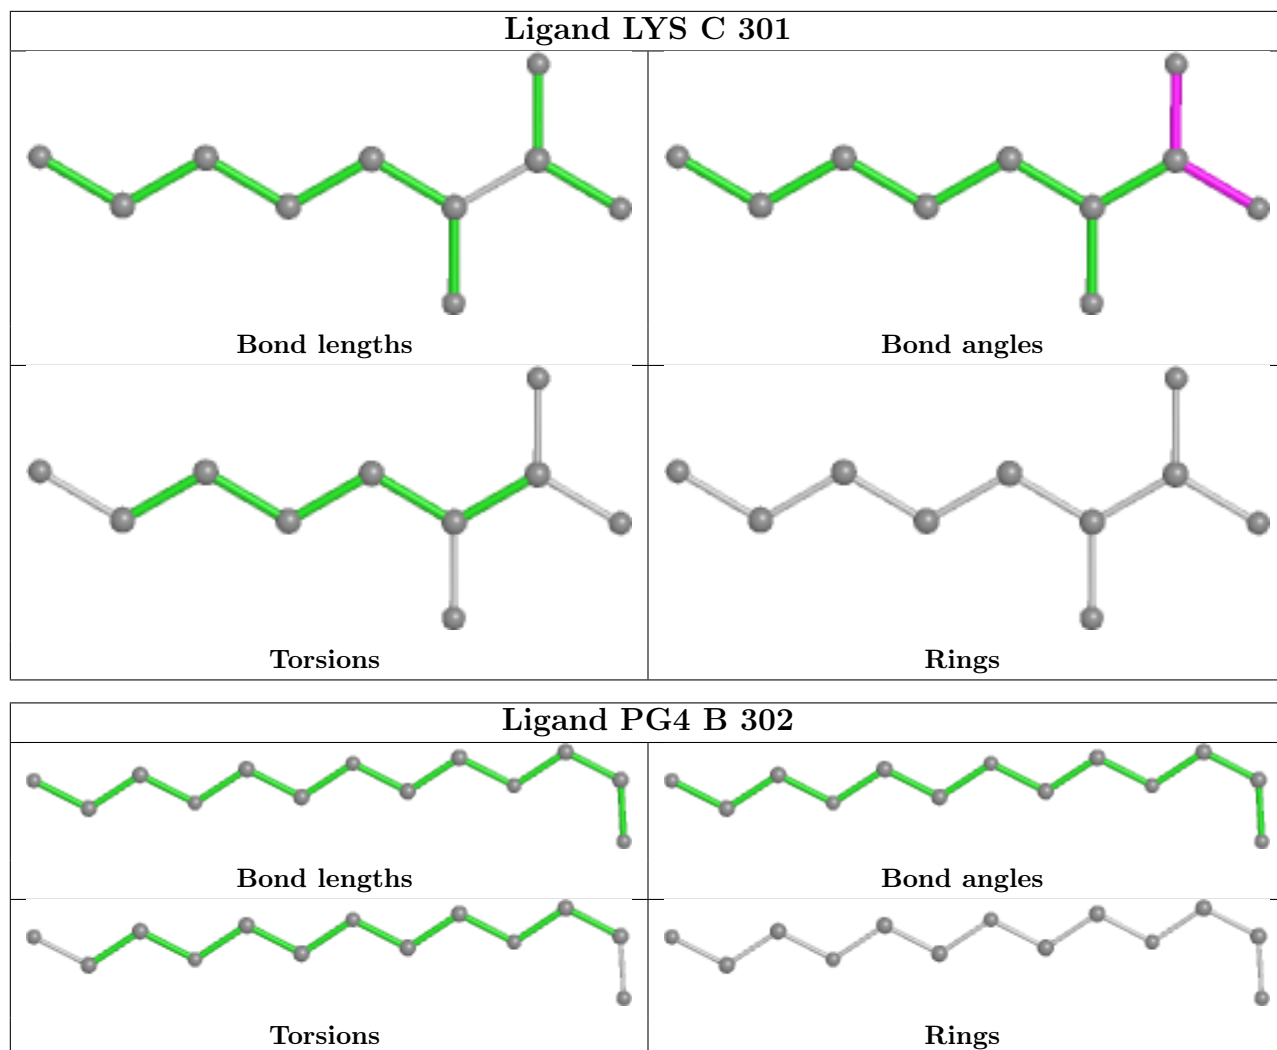 Ligand LYS C 301
Bond lengths
Bond angles
Torsions
Rings
Ligand PG4 B 302
Bond lengths
Bond angles
Torsions
Rings